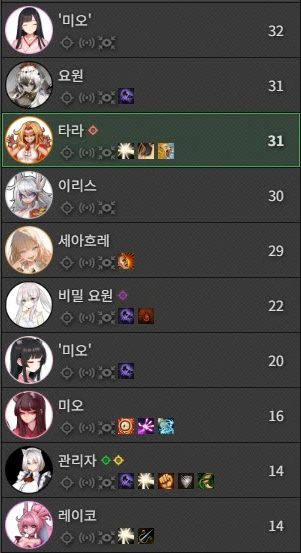 '미오' 32
요원 31
타라 31
이리스 30
세아흐레 29
비밀 요원 22
'미오' 20
미오 16
관리자 14
레이코 14